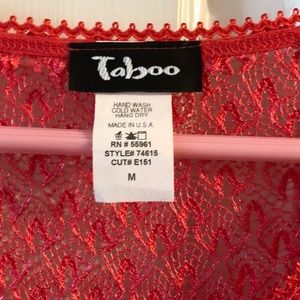 Taboo
HAND WASH
COLD WATER
HANG DRY
MADE IN U.S.A.
RN # 55961
STYLE# 74615
CUT# E151
M